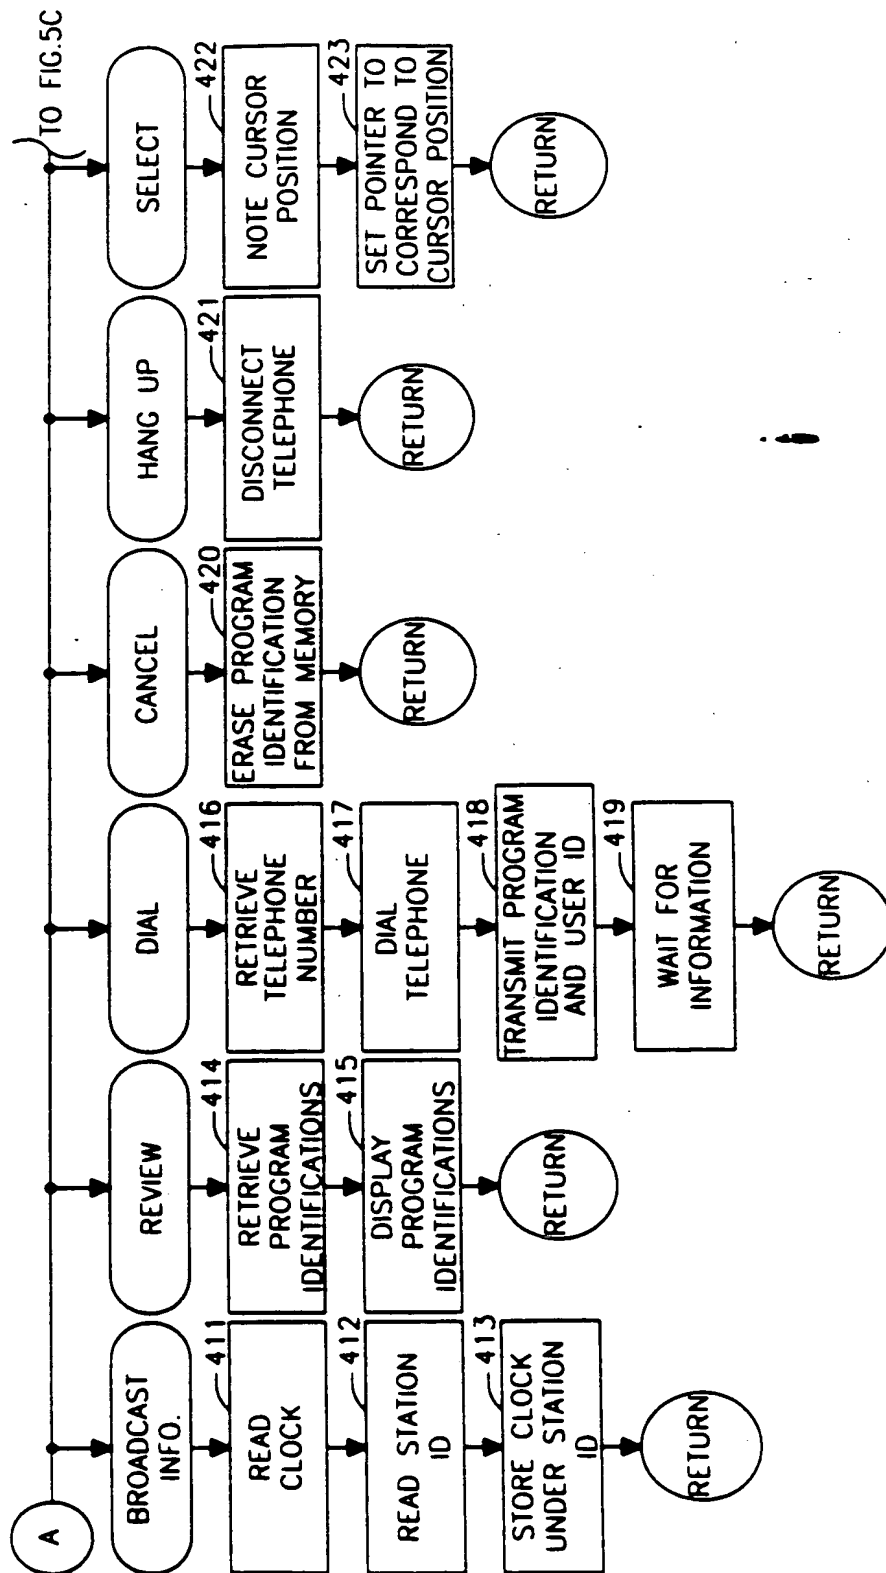 A
TO FIG.5C
BROADCAST
INFO.
411
READ
CLOCK
412
READ STATION
ID
413
STORE CLOCK
UNDER STATION
ID
RETURN
REVIEW
414
RETRIEVE
PROGRAM
IDENTIFICATIONS
415
DISPLAY
PROGRAM
IDENTIFICATIONS
RETURN
DIAL
416
RETRIEVE
TELEPHONE
NUMBER
417
DIAL
TELEPHONE
418
TRANSMIT PROGRAM
IDENTIFICATION
AND USER ID
419
WAIT FOR
INFORMATION
RETURN
CANCEL
420
ERASE PROGRAM
IDENTIFICATION
FROM MEMORY
RETURN
HANG UP
421
DISCONNECT
TELEPHONE
RETURN
SELECT
422
NOTE CURSOR
POSITION
423
SET POINTER TO
CORRESPOND TO
CURSOR POSITION
RETURN